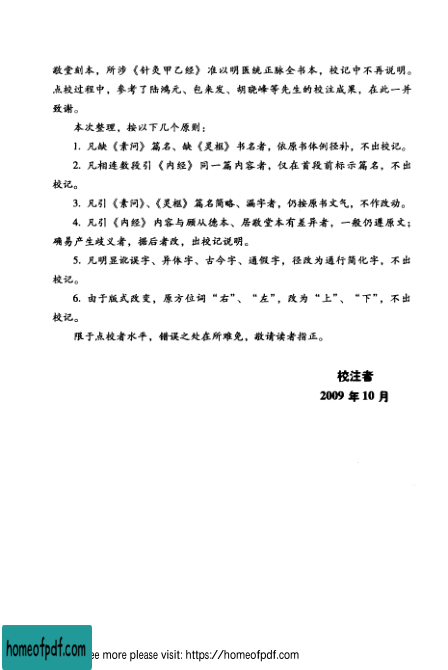 敬堂刻本，所涉《针灸甲乙经》准以明医统正脉全书本，校记中不再说明。
点校过程中，参考了陆鸿元、包来发、胡晓峰等先生的校注成果，在此一并
致谢。
本次整理，按以下几个原则：
1. 凡缺《素问》篇名、缺《灵枢》书名者，依原书体例径补，不出校记。
2. 凡相连数段引《内经》同一篇内容者，仅在首段前标示篇名，不出
校记。
3. 凡引《素问》、《灵枢》篇名简略、漏字者，仍按原书文气，不作改动。
4. 凡引《内经》内容与顾从德本、居敬堂本有差异者，一般仍遵原文；
确易产生歧义者，据后者改，出校记说明。
5. 凡明显讹误字、异体字、古今字、通假字，径改为通行简化字，不出
校记。
6. 由于版式改变，原方位词“右”、“左”，改为“上”、“下”，不出
校记。
限于点校者水平，错误之处在所难免，敬请读者指正。
校注者
2009 年 10 月
homeofpdf.com
ee more please visit: https://homeofpdf.com